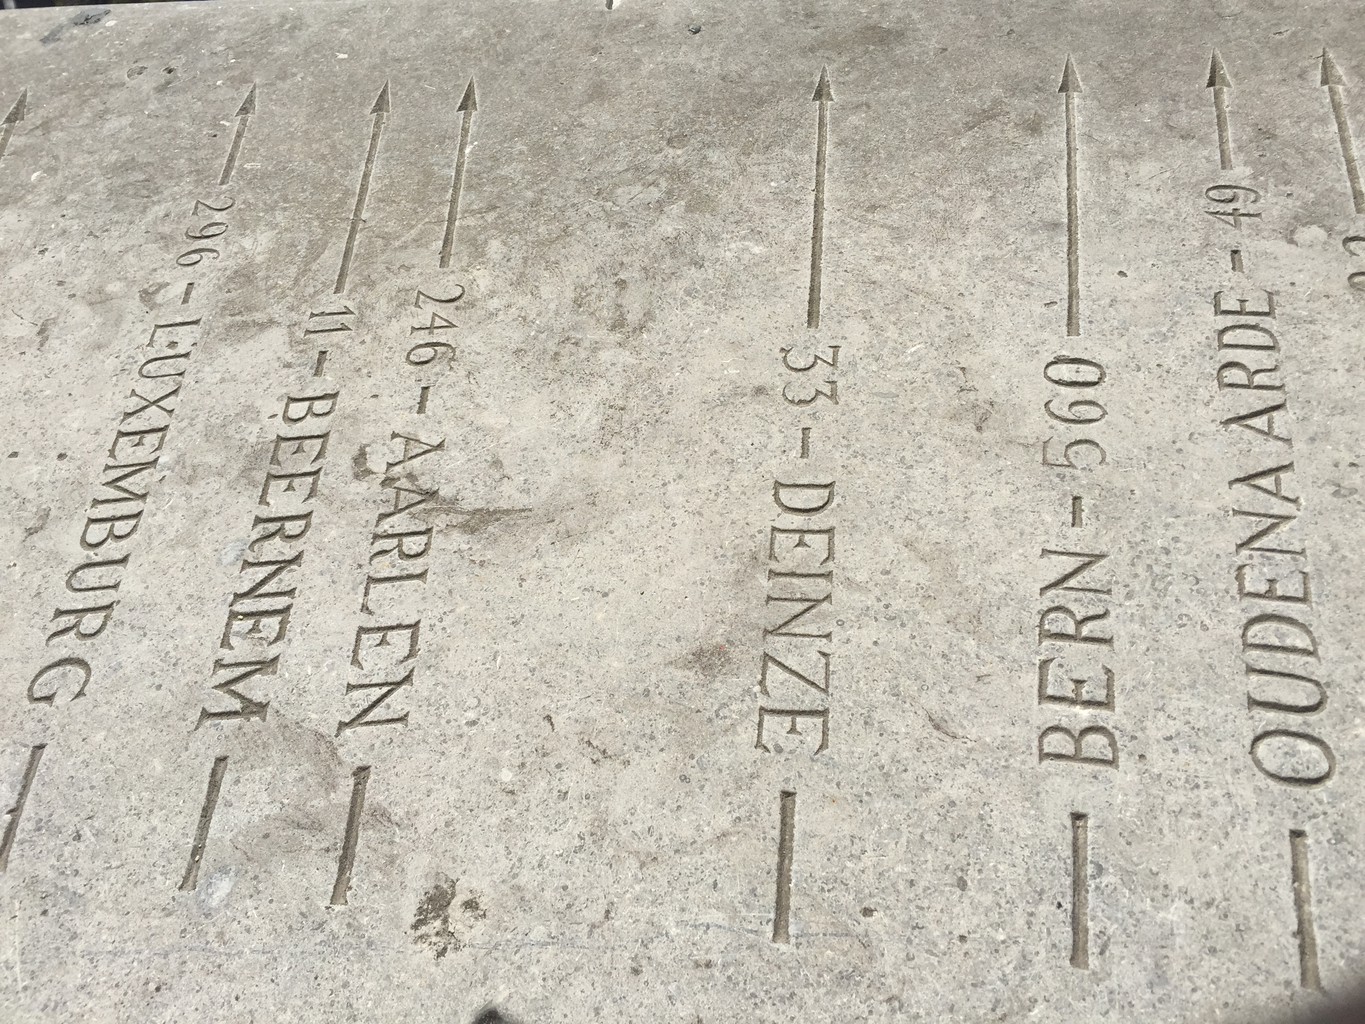 296 - LUXEMBURG
11 - BEERNEM
246 - AARLEN
33 - DEINZE
BERN - 560
OUDENAARDE - 49